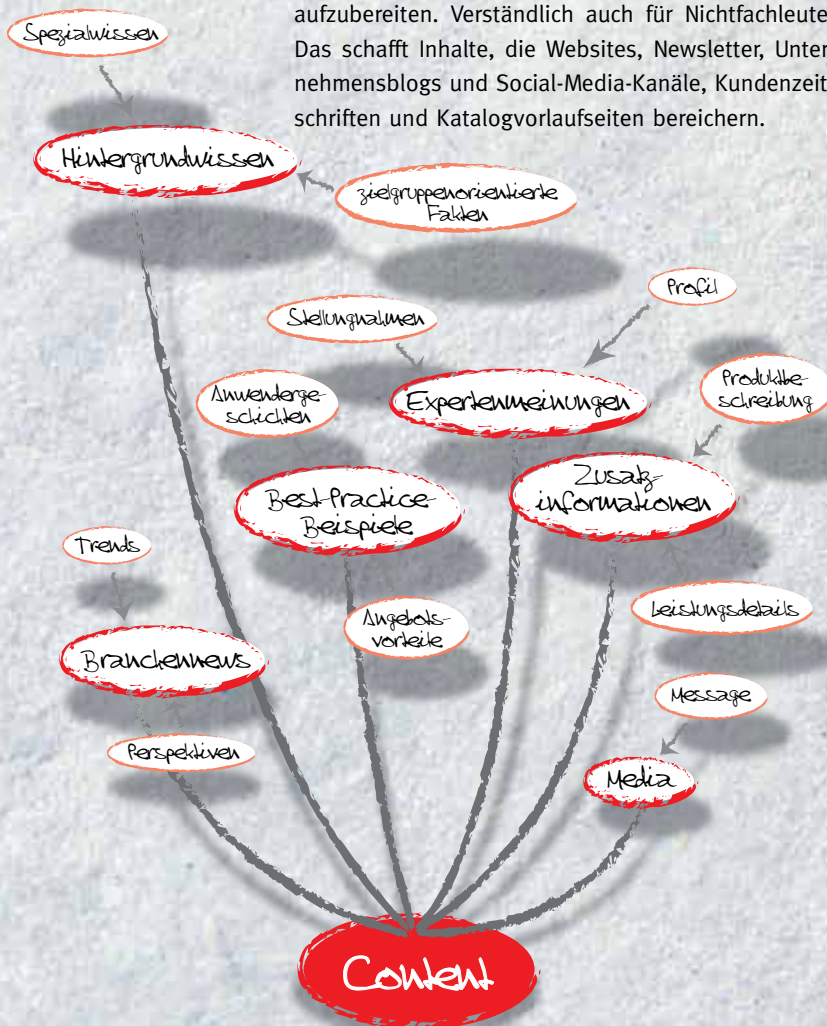 aufzubereiten. Verständlich auch für Nichtfachleute
Das schafft Inhalte, die Websites, Newsletter, Unter
nehmensblogs und Social-Media-Kanäle, Kundenzeit
schriften und Katalogvorlaufseiten bereichern.
Spezialwissen
Hintergrundwissen
zielgruppenorientierte
Fakten
Profil
Stellungnahmen
Expertenmeinungen
Produktbe-
schreibung
Anwenderge-
schichten
Zusatz-
informationen
Best-Practice-
Beispiele
Trends
Angebots-
vorteile
Leistungsdetails
Branchennews
Message
Perspektiven
Media
Content